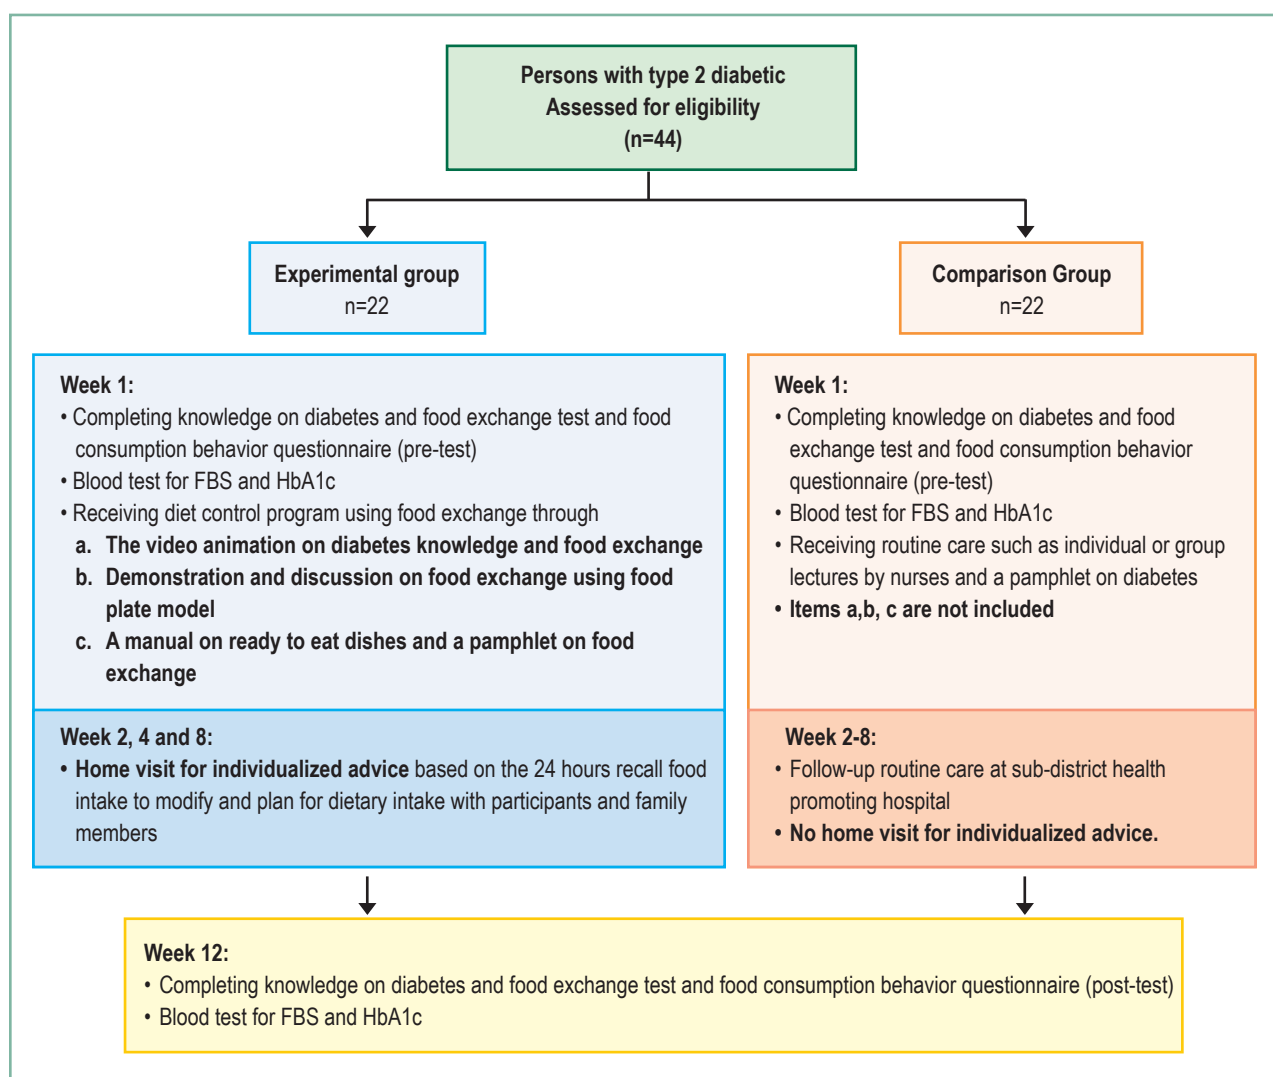 Persons with type 2 diabetic
Assessed for eligibility
(n=44)
Experimental group
n=22
Comparison Group
n=22
Week 1:
• Completing knowledge on diabetes and food exchange test and food
consumption behavior questionnaire (pre-test)
• Blood test for FBS and HbA1c
• Receiving diet control program using food exchange through
a. The video animation on diabetes knowledge and food exchange
b. Demonstration and discussion on food exchange using food
plate model
c. A manual on ready to eat dishes and a pamphlet on food
exchange
Week 2, 4 and 8:
• Home visit for individualized advice based on the 24 hours recall food
intake to modify and plan for dietary intake with participants and family
members
Week 1:
• Completing knowledge on diabetes and food
exchange test and food consumption behavior
questionnaire (pre-test)
• Blood test for FBS and HbA1c
• Receiving routine care such as individual or group
lectures by nurses and a pamphlet on diabetes
• Items a,b, c are not included
Week 2-8:
• Follow-up routine care at sub-district health
promoting hospital
• No home visit for individualized advice.
Week 12:
• Completing knowledge on diabetes and food exchange test and food consumption behavior questionnaire (post-test)
• Blood test for FBS and HbA1c